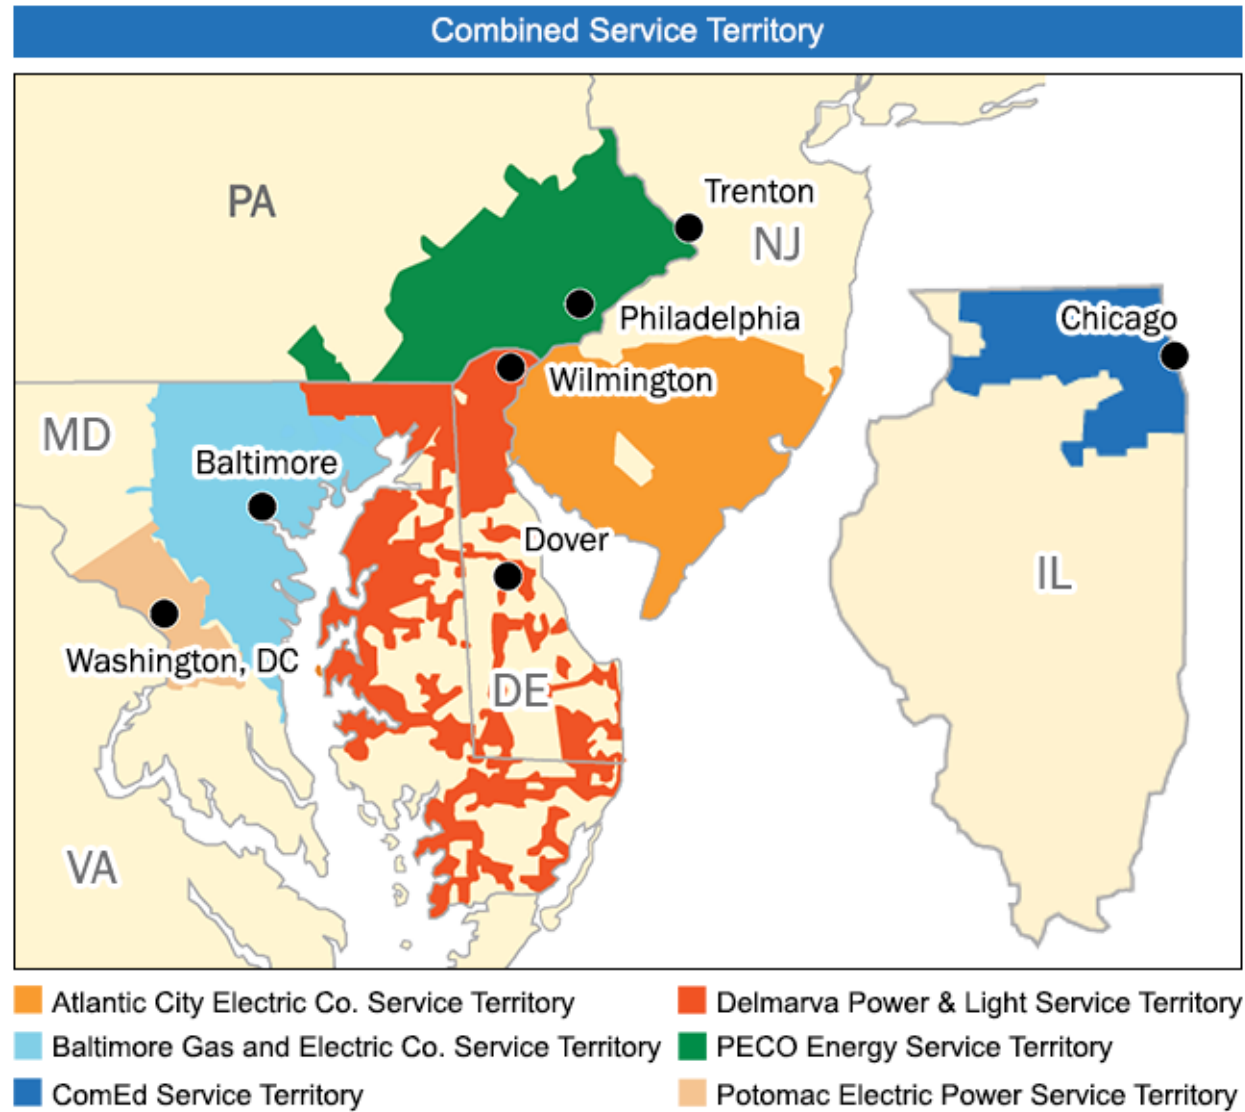 Combined Service Territory
PA
Trenton
NJ
Philadelphia
Chicago
Wilmington
MD
Baltimore
Dover
IL
Washington, DC
DE
VA
Atlantic City Electric Co. Service Territory
Delmarva Power & Light Service Territory
Baltimore Gas and Electric Co. Service Territory
PECO Energy Service Territory
ComEd Service Territory
Potomac Electric Power Service Territory